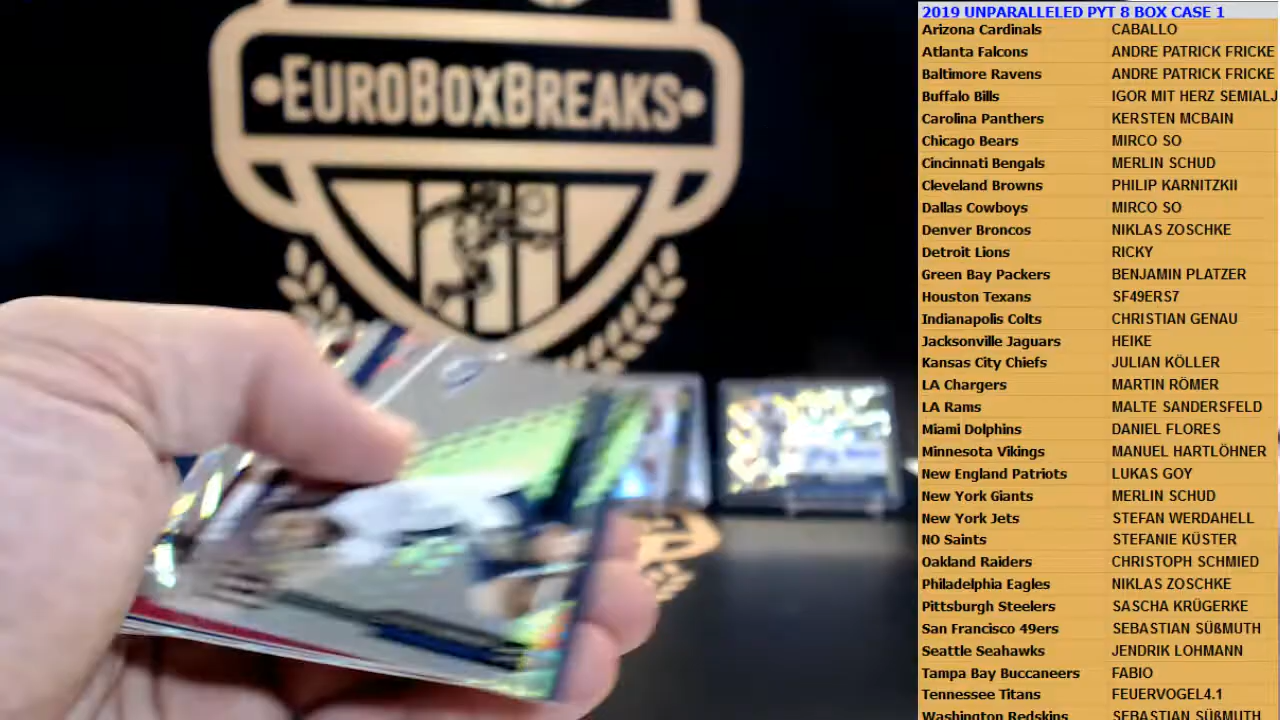 EUROBOXBREAKS
2019 UNPARALLELED PYT 8 BOX CASE 1
Arizona Cardinals CABALLO
Atlanta Falcons ANDRE PATRICK FRICKE
Baltimore Ravens ANDRE PATRICK FRICKE
Buffalo Bills IGOR MIT HERZ SEMIALJ
Carolina Panthers KERSTEN MCBAIN
Chicago Bears MIRCO SO
Cincinnati Bengals MERLIN SCHUD
Cleveland Browns PHILIP KARNITZKII
Dallas Cowboys MIRCO SO
Denver Broncos NIKLAS ZOSCHKE
Detroit Lions RICKY
Green Bay Packers BENJAMIN PLATZER
Houston Texans SF49ERS7
Indianapolis Colts CHRISTIAN GENAU
Jacksonville Jaguars HEIKE
Kansas City Chiefs JULIAN KÖLLER
LA Chargers MARTIN RÖMER
LA Rams MALTE SANDERSFELD
Miami Dolphins DANIEL FLORES
Minnesota Vikings MANUEL HARTLÖHNER
New England Patriots LUKAS GOY
New York Giants MERLIN SCHUD
New York Jets STEFAN WERDAHELL
NO Saints STEFANIE KÜSTER
Oakland Raiders CHRISTOPH SCHMIED
Philadelphia Eagles NIKLAS ZOSCHKE
Pittsburgh Steelers SASCHA KRÜGERKE
San Francisco 49ers SEBASTIAN SÜßMUTH
Seattle Seahawks JENDRIK LOHMANN
Tampa Bay Buccaneers FABIO
Tennessee Titans FEUERVOGEL4.1
Washington Redskins SEBASTIAN SÜßMUTH